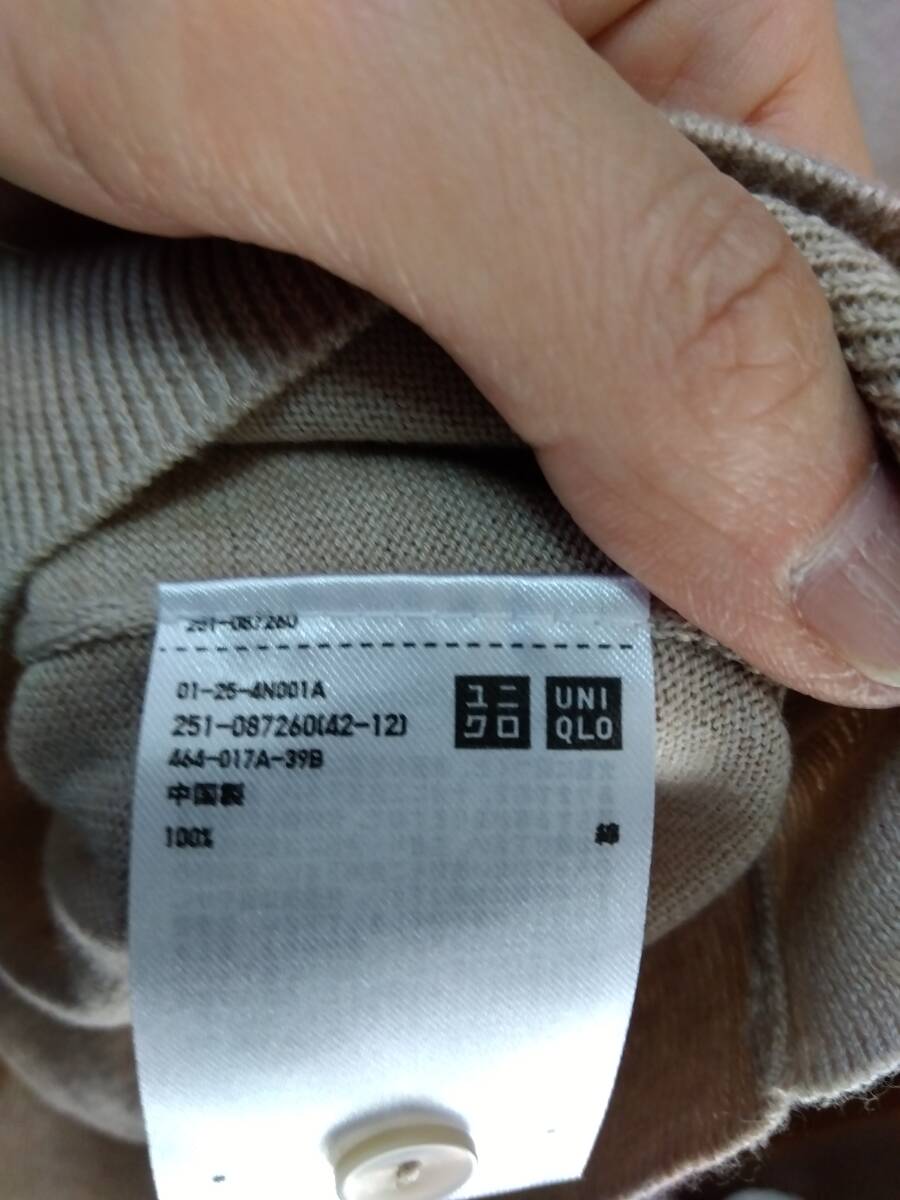 251-087260
01-25-4N001A
251-087260(42-12)
464-017A-39B
中国製
100% 綿
ユニ
クロ
UNI
QLO